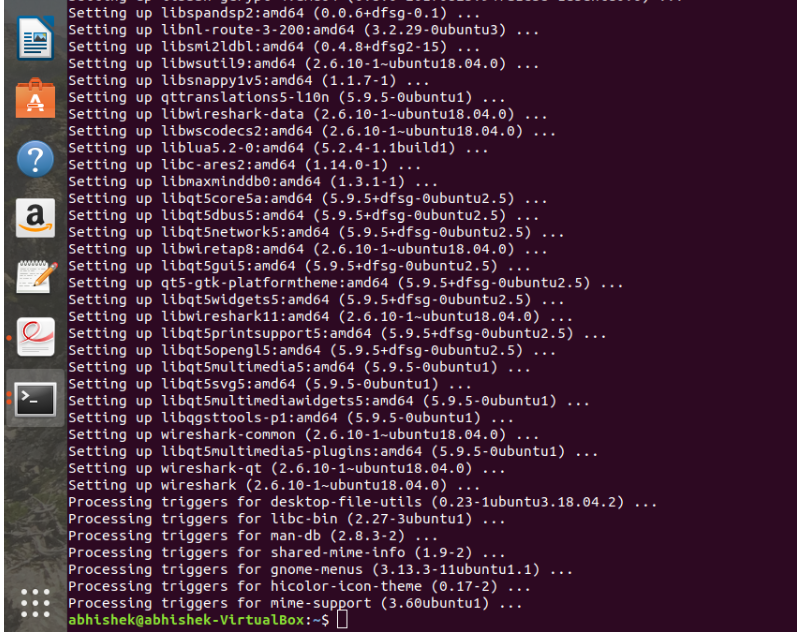 Setting up libspandsp2:amd64 (0.0.6+dfsg-0.1) ...
Setting up libnl-route-3-200:amd64 (3.2.29-0ubuntu3) ...
Setting up libsmi2ldbl:amd64 (0.4.8+dfsg2-15) ...
Setting up libwsutil9:amd64 (2.6.10-1~ubuntu18.04.0) ...
Setting up libsnappy1v5:amd64 (1.1.7-1) ...
Setting up qttranslations5-l10n (5.9.5-0ubuntu1) ...
Setting up libwireshark-data (2.6.10-1~ubuntu18.04.0) ...
Setting up libwscodecs2:amd64 (2.6.10-1~ubuntu18.04.0) ...
Setting up liblua5.2-0:amd64 (5.2.4-1.1build1) ...
Setting up libc-ares2:amd64 (1.14.0-1) ...
Setting up libmaxminddb0:amd64 (1.3.1-1) ...
Setting up libqt5core5a:amd64 (5.9.5+dfsg-0ubuntu2.5) ...
Setting up libqt5dbus5:amd64 (5.9.5+dfsg-0ubuntu2.5) ...
Setting up libqt5network5:amd64 (5.9.5+dfsg-0ubuntu2.5) ...
Setting up libwiretap8:amd64 (2.6.10-1~ubuntu18.04.0) ...
Setting up libqt5gui5:amd64 (5.9.5+dfsg-0ubuntu2.5) ...
Setting up qt5-gtk-platformtheme:amd64 (5.9.5+dfsg-0ubuntu2.5) ...
Setting up libqt5widgets5:amd64 (5.9.5+dfsg-0ubuntu2.5) ...
Setting up libwireshark11:amd64 (2.6.10-1~ubuntu18.04.0) ...
Setting up libqt5printsupport5:amd64 (5.9.5+dfsg-0ubuntu2.5) ...
Setting up libqt5opengl5:amd64 (5.9.5+dfsg-0ubuntu2.5) ...
Setting up libqt5multimedia5:amd64 (5.9.5-0ubuntu1) ...
Setting up libqt5svg5:amd64 (5.9.5-0ubuntu1) ...
Setting up libqt5multimediawidgets5:amd64 (5.9.5-0ubuntu1) ...
Setting up libqgsttools-p1:amd64 (5.9.5-0ubuntu1) ...
Setting up wireshark-common (2.6.10-1~ubuntu18.04.0) ...
Setting up libqt5multimedia5-plugins:amd64 (5.9.5-0ubuntu1) ...
Setting up wireshark-qt (2.6.10-1~ubuntu18.04.0) ...
Setting up wireshark (2.6.10-1~ubuntu18.04.0) ...
Processing triggers for desktop-file-utils (0.23-1ubuntu3.18.04.2) ...
Processing triggers for libc-bin (2.27-3ubuntu1) ...
Processing triggers for man-db (2.8.3-2) ...
Processing triggers for shared-mime-info (1.9-2) ...
Processing triggers for gnome-menus (3.13.3-11ubuntu1.1) ...
Processing triggers for hicolor-icon-theme (0.17-2) ...
Processing triggers for mime-support (3.60ubuntu1) ...
abhishek@abhishek-VirtualBox:~$